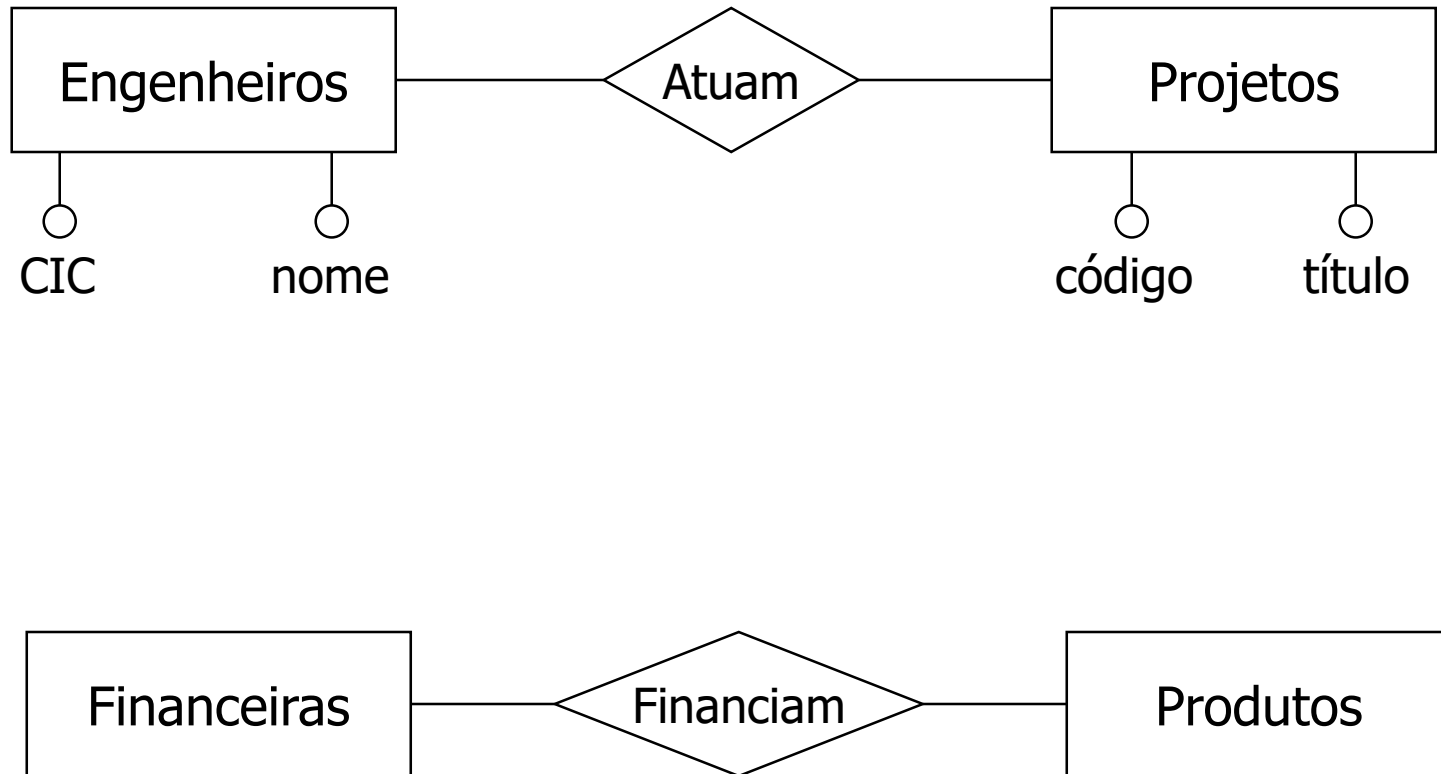 Engenheiros Atuam Projetos
CIC nome código título
Financeiras Financiam Produtos